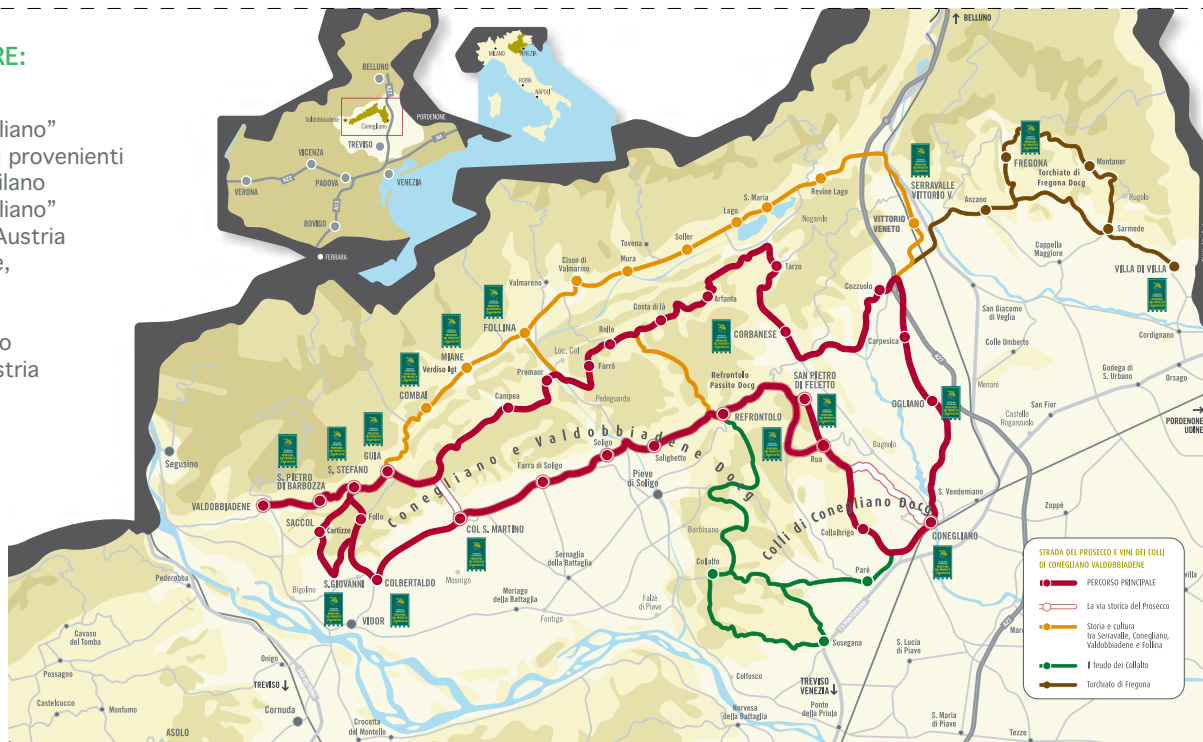 RE:
liano"
i provenienti
ilano
liano"
Austria
e,
o
stria
BELLUNO
A27
Valdobbiadene
Conegliano
PORDENONE
TREVISO
A4
VICENZA
VERONA
A22
PADOVA
VENEZIA
A13
ROVIGO
FERRARA
MILANO
VENEZIA
ROMA
NAPOLI
↑ BELLUNO
FREGONA
Torchiato di
Fregona Docg
Montaner
Rugolo
Anzano
Sarmede
SERRAVALLE
VITTORIO V.
Revine Lago
S. Maria
Lago
Nogarolo
VITTORIO
VENETO
Cappella
Maggiore
VILLA DI VILLA
Soller
Tovena
Mura
Cison di
Valmarino
Valmareno
Tarzo
Cozzuolo
A27
San Giacomo
di Veglia
Cordignano
Arfanta
Costa di là
FOLLINA
Rolle
CORBANESE
Carpesica
Colle Umberto
Loc. Col
Farrò
MIANE
Verdiso Igt
Premaor
Refrontolo
Passito Docg
SAN PIETRO
DI FELETTO
Menarè
Godega di
S. Urbano
Orsago
COMBAI
Campea
Pedeguarda
REFRONTOLO
OGLIANO
San Fior
Castello
Roganzuolo
PORDENONE
UDINE
GUIA
Soligo
Solighetto
Rua
Bagnolo
Segusino
S. STEFANO
S. PIETRO
DI BARBOZZA
Conegliano e Valdobbiadene Docg
Farra di Soligo
Pieve
di Soligo
S. Vendemiano
Zoppè
VALDOBBIADENE
SACCOL
Cartizze
Follo
COL S. MARTINO
Barbisano
Colli di Conegliano Docg
Collalbrigo
CONEGLIANO
Sernaglia
della Battaglia
Collalto
Parè
S.GIOVANNI
COLBERTALDO
Mosnigo
Pederobba
Bigolino
Moriago
della Battaglia
Falzè
di Piave
VIDOR
Fontigo
Susegana
S. Lucia
di Piave
Cavaso
del Tomba
Onigo
Possagno
TREVISO ↓
Colfosco
TREVISO
VENEZIA ↓
A27
Castelcucco
Monfumo
Cornuda
Crocetta
del Montello
Nervesa
della Battaglia
Ponte
della Priula
S. Maria
di Piave
ASOLO
Tezze
STRADA DEL PROSECCO E VINI DEI COLLI
DI CONEGLIANO VALDOBBIADENE
PERCORSO PRINCIPALE
La via storica del Prosecco
Storia e cultura
tra Serravalle, Conegliano,
Valdobbiadene e Follina
Il feudo dei Collalto
Torchiato di Fregona